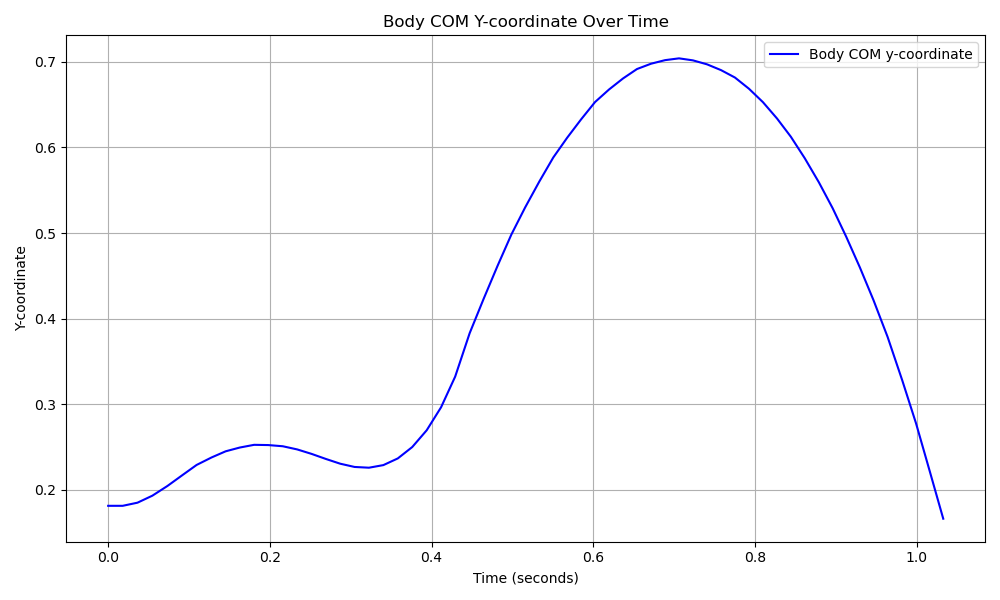 Body COM Y-coordinate Over Time
Body COM y-coordinate
Y-coordinate
0.7
0.6
0.5
0.4
0.3
0.2
0.0 0.2 0.4 0.6 0.8 1.0
Time (seconds)